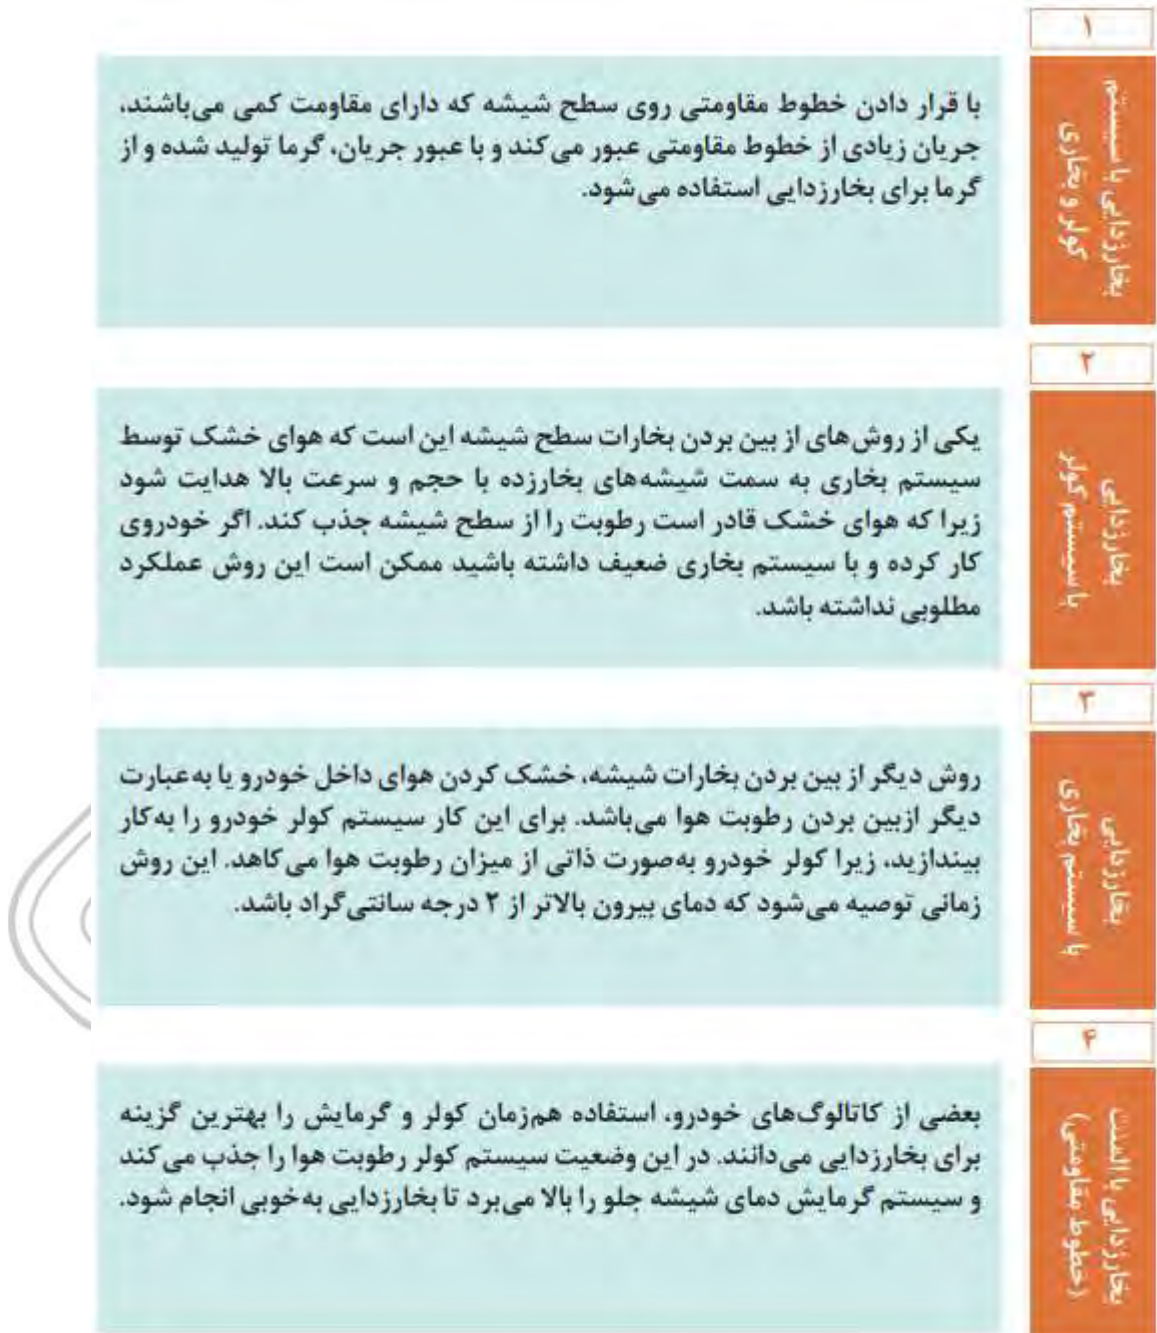 ۱
بخارزدایی با سیستم
کولر و بخاری
با قرار دادن خطوط مقاومتی روی سطح شیشه که دارای مقاومت کمی می‌باشند،
جریان زیادی از خطوط مقاومتی عبور می‌کند و با عبور جریان، گرما تولید شده و از
گرما برای بخارزدایی استفاده می‌شود.
۲
بخارزدایی
با سیستم کولر
یکی از روش‌های از بین بردن بخارات سطح شیشه این است که هوای خشک توسط
سیستم بخاری به سمت شیشه‌های بخارزده با حجم و سرعت بالا هدایت شود
زیرا که هوای خشک قادر است رطوبت را از سطح شیشه جذب کند. اگر خودروی
کار کرده و با سیستم بخاری ضعیف داشته باشید ممکن است این روش عملکرد
مطلوبی نداشته باشد.
۳
بخارزدایی
با سیستم بخاری
روش دیگر از بین بردن بخارات شیشه، خشک کردن هوای داخل خودرو یا به‌عبارت
دیگر ازبین بردن رطوبت هوا می‌باشد. برای این کار سیستم کولر خودرو را به‌کار
بیندازید، زیرا کولر خودرو به‌صورت ذاتی از میزان رطوبت هوا می‌کاهد. این روش
زمانی توصیه می‌شود که دمای بیرون بالاتر از ۲ درجه سانتی‌گراد باشد.
۴
بخارزدایی با المنت
(خطوط مقاومتی)
بعضی از کاتالوگ‌های خودرو، استفاده هم‌زمان کولر و گرمایش را بهترین گزینه
برای بخارزدایی می‌دانند. در این وضعیت سیستم کولر رطوبت هوا را جذب می‌کند
و سیستم گرمایش دمای شیشه جلو را بالا می‌برد تا بخارزدایی به‌خوبی انجام شود.